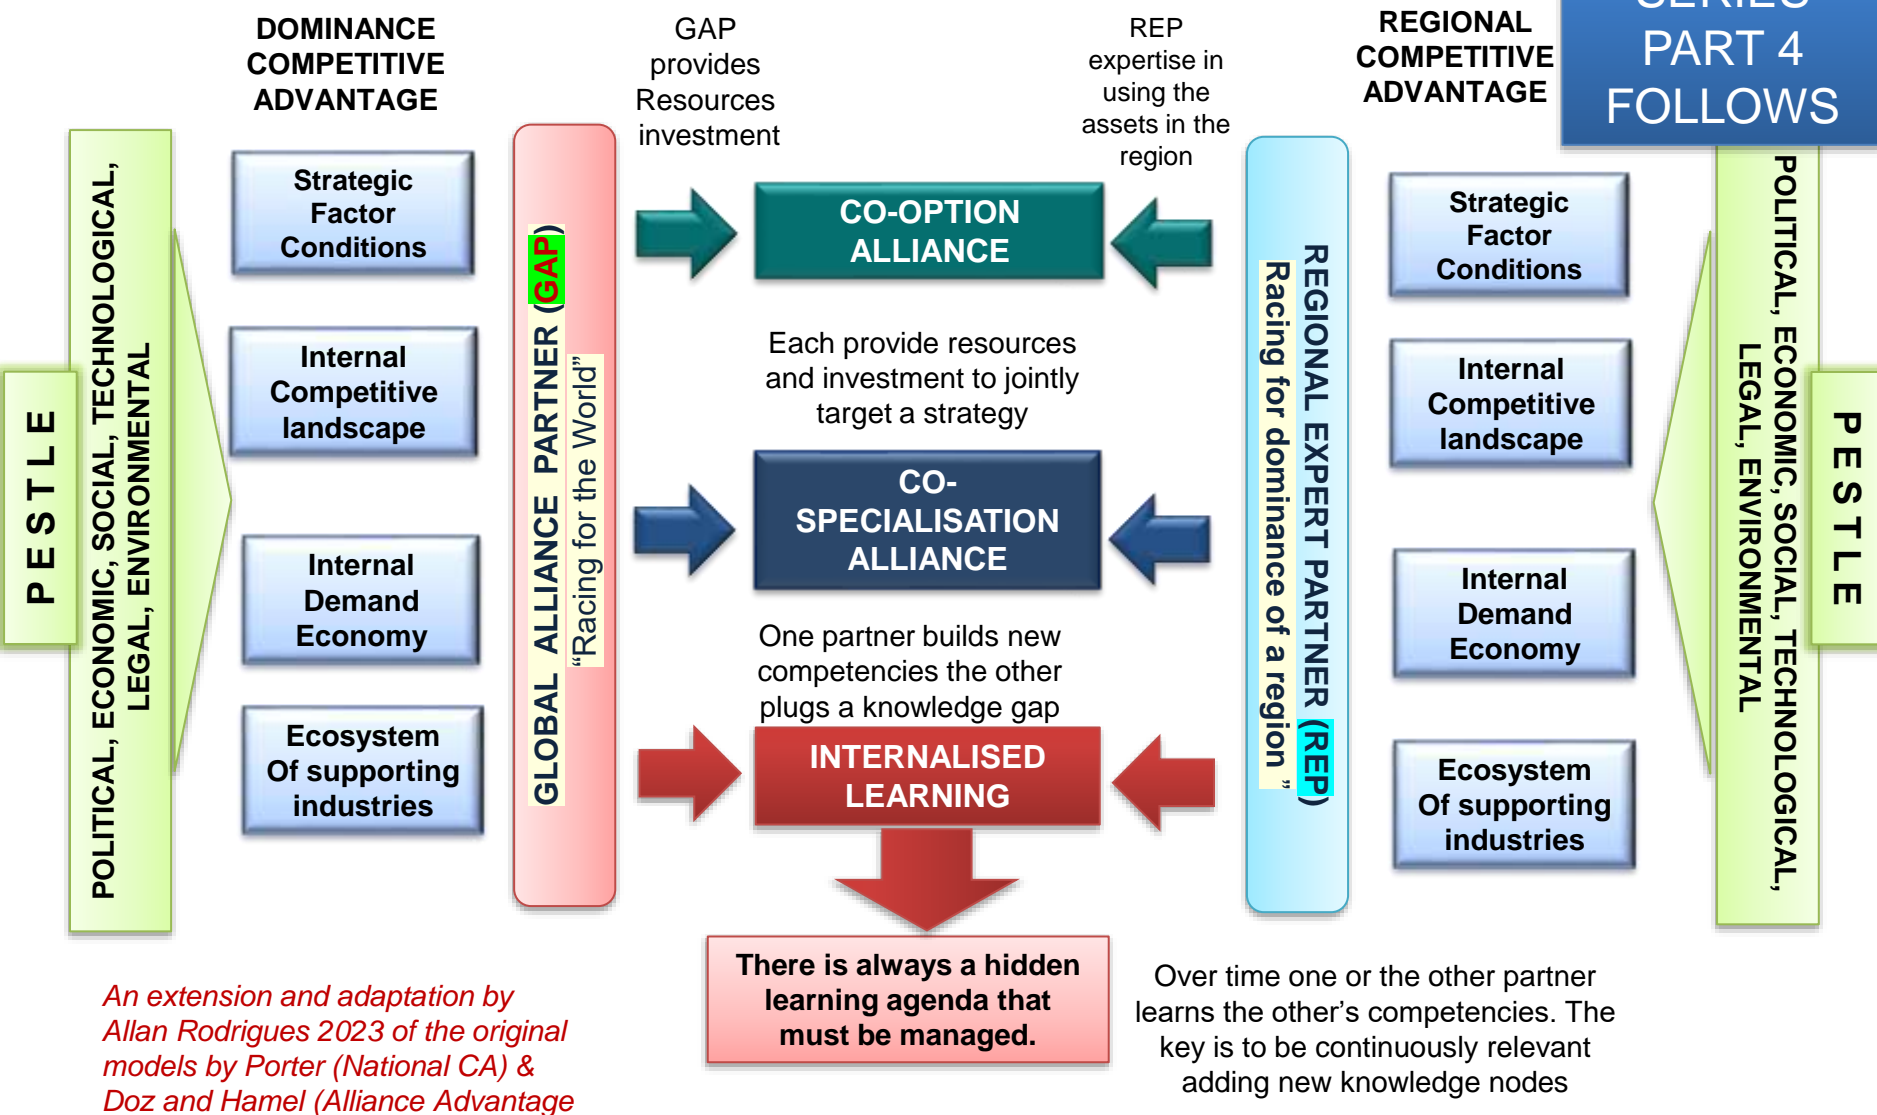 DOMINANCE
COMPETITIVE
ADVANTAGE
GAP
provides
Resources
investment
REP
expertise in
using the
assets in the
region
REGIONAL
COMPETITIVE
ADVANTAGE
SERIES
PART 4
FOLLOWS
PESTLE
POLITICAL, ECONOMIC, SOCIAL, TECHNOLOGICAL,
LEGAL, ENVIRONMENTAL
Strategic
Factor
Conditions
Internal
Competitive
landscape
Internal
Demand
Economy
Ecosystem
Of supporting
industries
GLOBAL ALLIANCE PARTNER (GAP)
“Racing for the World”
CO-OPTION
ALLIANCE
Each provide resources
and investment to jointly
target a strategy
CO-
SPECIALISATION
ALLIANCE
One partner builds new
competencies the other
plugs a knowledge gap
INTERNALISED
LEARNING
There is always a hidden
learning agenda that
must be managed.
REGIONAL EXPERT PARTNER (REP)
Racing for dominance of a region ”
Strategic
Factor
Conditions
Internal
Competitive
landscape
Internal
Demand
Economy
Ecosystem
Of supporting
industries
POLITICAL, ECONOMIC, SOCIAL, TECHNOLOGICAL,
LEGAL, ENVIRONMENTAL
PESTLE
An extension and adaptation by
Allan Rodrigues 2023 of the original
models by Porter (National CA) &
Doz and Hamel (Alliance Advantage
Over time one or the other partner
learns the other’s competencies. The
key is to be continuously relevant
adding new knowledge nodes